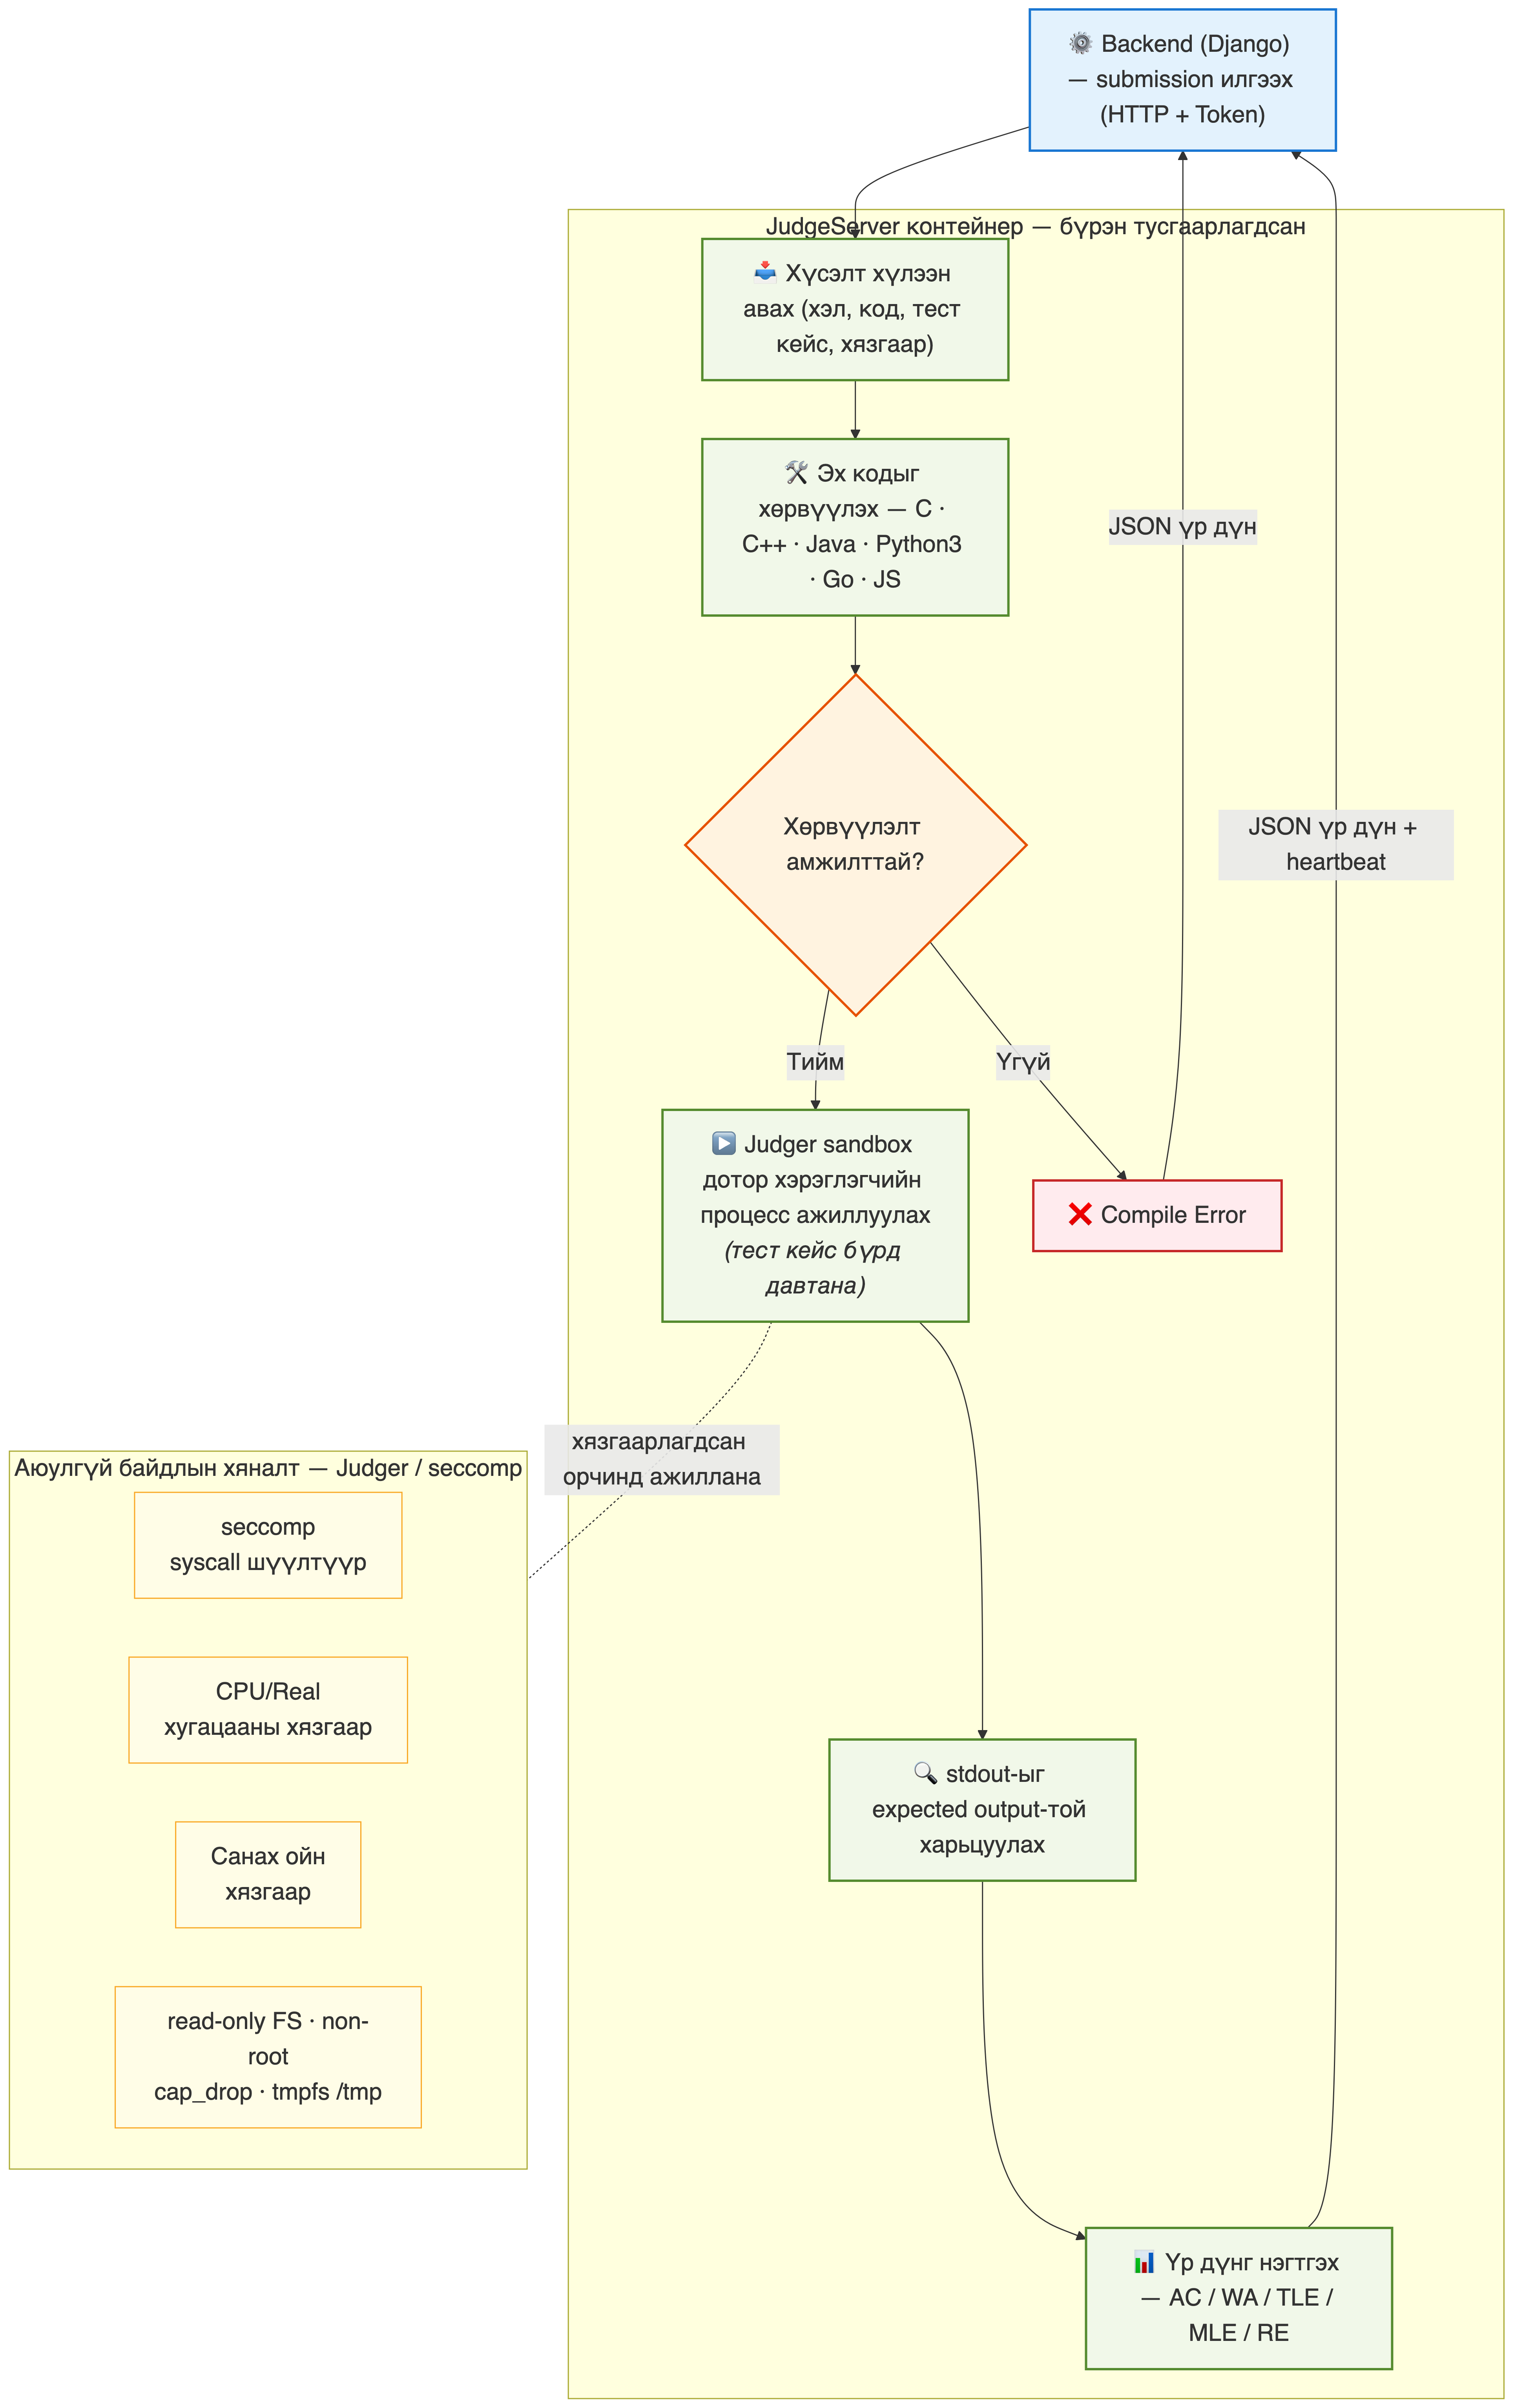 ⚙️ Backend (Django)
— submission илгээх
(HTTP + Token)
JudgeServer контейнер — бүрэн тусгаарлагдсан
📥 Хүсэлт хүлээн
авах (хэл, код, тест
кейс, хязгаар)
🛠️ Эх кодыг
хөрвүүлэх — C ·
C++ · Java · Python3
· Go · JS
JSON үр дүн
Хөрвүүлэлт
амжилттай?
JSON үр дүн +
heartbeat
Тийм
Үгүй
▶️ Judger sandbox
дотор хэрэглэгчийн
процесс ажиллуулах
(тест кейс бүрд
давтана)
❌ Compile Error
хязгаарлагдсан
орчинд ажиллана
Аюулгүй байдлын хяналт — Judger / seccomp
seccomp
syscall шүүлтүүр
CPU/Real
хугацааны хязгаар
Санах ойн
хязгаар
read-only FS · non-
root
cap_drop · tmpfs /tmp
🔍 stdout-ыг
expected output-той
харьцуулах
📊 Үр дүнг нэгтгэх
— AC / WA / TLE /
MLE / RE